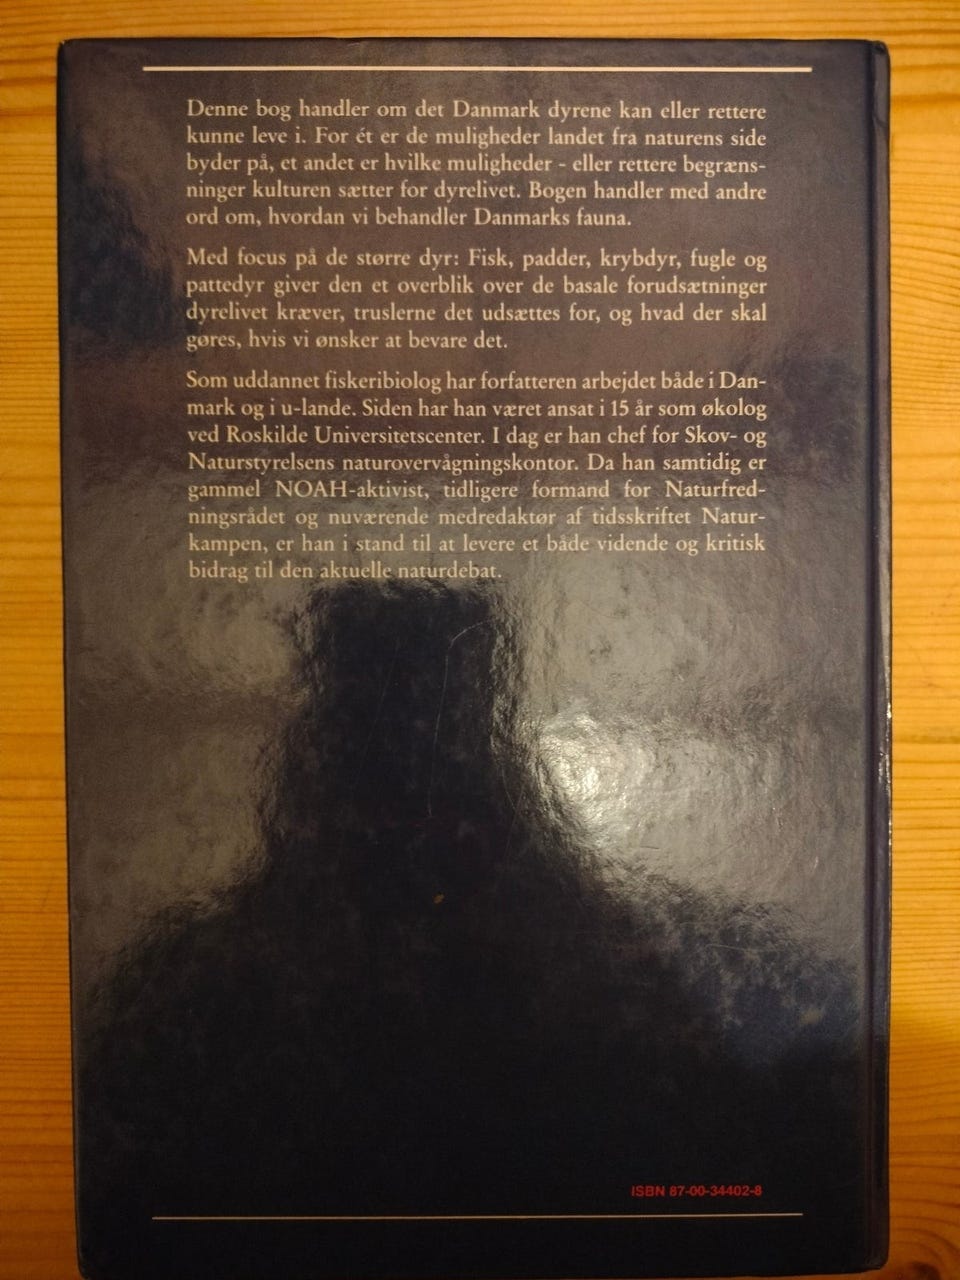 Denne bog handler om det Danmark dyrene kan eller rettere
kunne leve i. For ét er de muligheder landet fra naturens side
byder på, et andet er hvilke muligheder - eller rettere begræns-
ninger kulturen sætter for dyrelivet. Bogen handler med andre
ord om, hvordan vi behandler Danmarks fauna.
Med focus på de større dyr: Fisk, padder, krybdyr, fugle og
pattedyr giver den et overblik over de basale forudsætninger
dyrelivet kræver, truslerne det udsættes for, og hvad der skal
gøres, hvis vi ønsker at bevare det.
Som uddannet fiskeribiolog har forfatteren arbejdet både i Dan-
mark og i u-lande. Siden har han været ansat i 15 år som økolog
ved Roskilde Universitetscenter. I dag er han chef for Skov- og
Naturstyrelsens naturovervågningskontor. Da han samtidig er
gammel NOAH-aktivist, tidligere formand for Naturfred-
ningsrådet og nuværende medredaktør af tidsskriftet Natur-
kampen, er han i stand til at levere et både vidende og kritisk
bidrag til den aktuelle naturdebat.
ISBN 87-00-34402-8